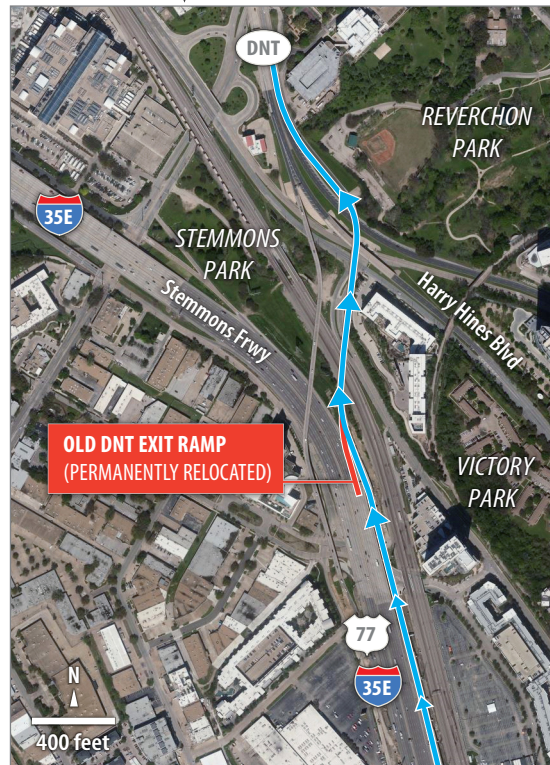 DNT
REVERCHON
PARK
35E
STEMMONS
PARK
Stemmons Frwy
Harry Hines Blvd
OLD DNT EXIT RAMP
(PERMANENTLY RELOCATED)
VICTORY
PARK
77
35E
N
400 feet